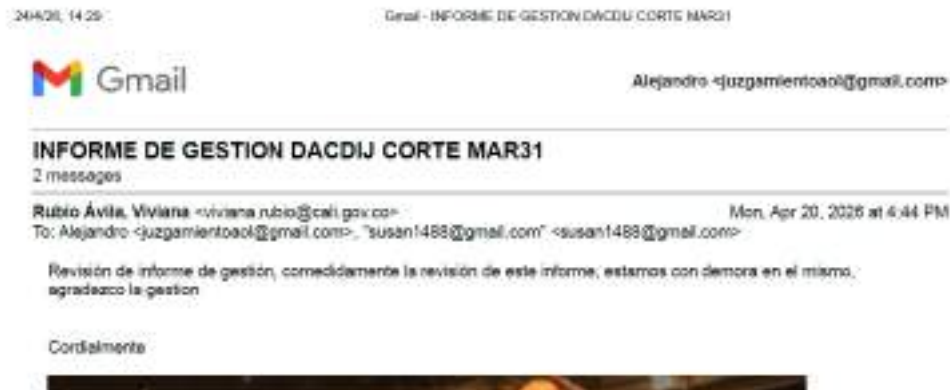 24/4/26, 14:29 Gmail - INFORME DE GESTION DACDIJ CORTE MAR31
Gmail
Alejandro <juzgamientoaol@gmail.com>
INFORME DE GESTION DACDIJ CORTE MAR31
2 messages
Rubio Ávila, Viviana <viviana.rubio@cali.gov.co> Mon, Apr 20, 2026 at 4:44 PM
To: Alejandro <juzgamientoaol@gmail.com>, "susan1488@gmail.com" <susan1488@gmail.com>
Revisión de informe de gestión, comedidamente la revisión de este informe, estamos con demora en el mismo,
agradezco la gestion
Cordialmente